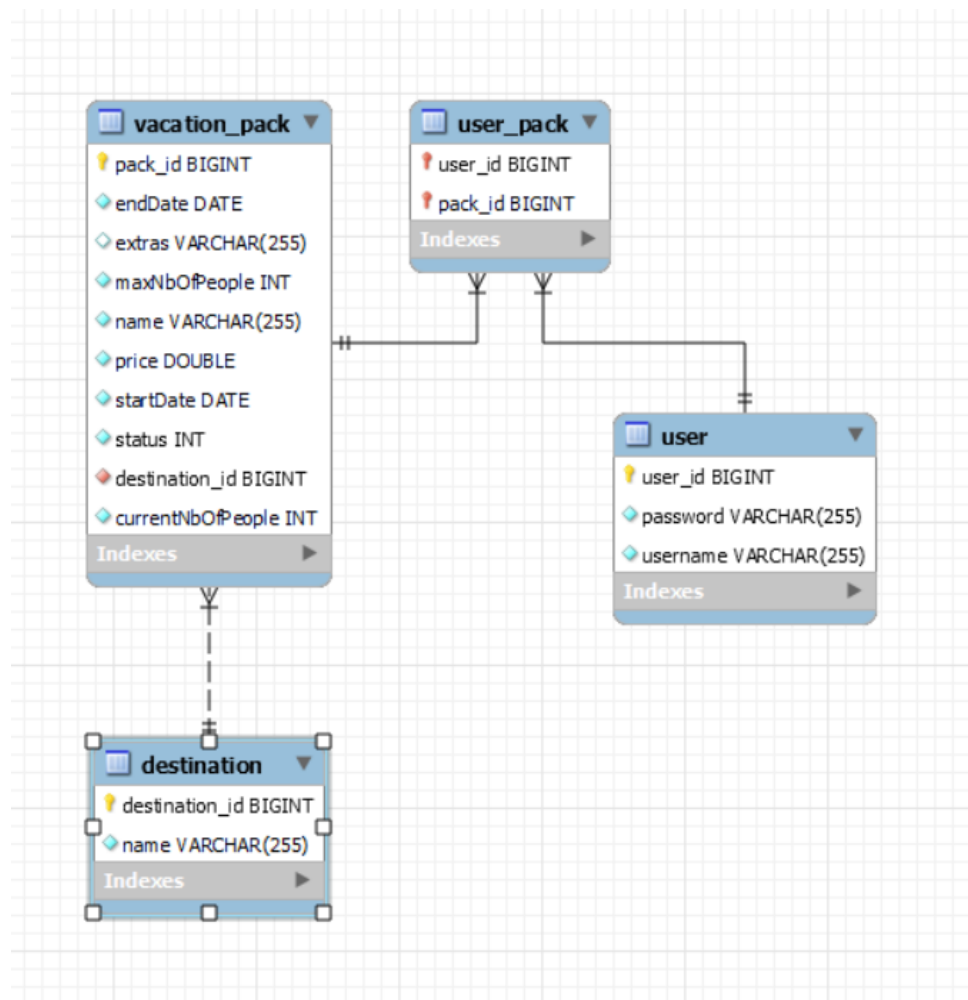 vacation_pack
pack_id BIGINT
endDate DATE
extras VARCHAR(255)
maxNbOfPeople INT
name VARCHAR(255)
price DOUBLE
startDate DATE
status INT
destination_id BIGINT
currentNbOfPeople INT
Indexes
user_pack
user_id BIGINT
pack_id BIGINT
Indexes
user
user_id BIGINT
password VARCHAR(255)
username VARCHAR(255)
Indexes
destination
destination_id BIGINT
name VARCHAR(255)
Indexes